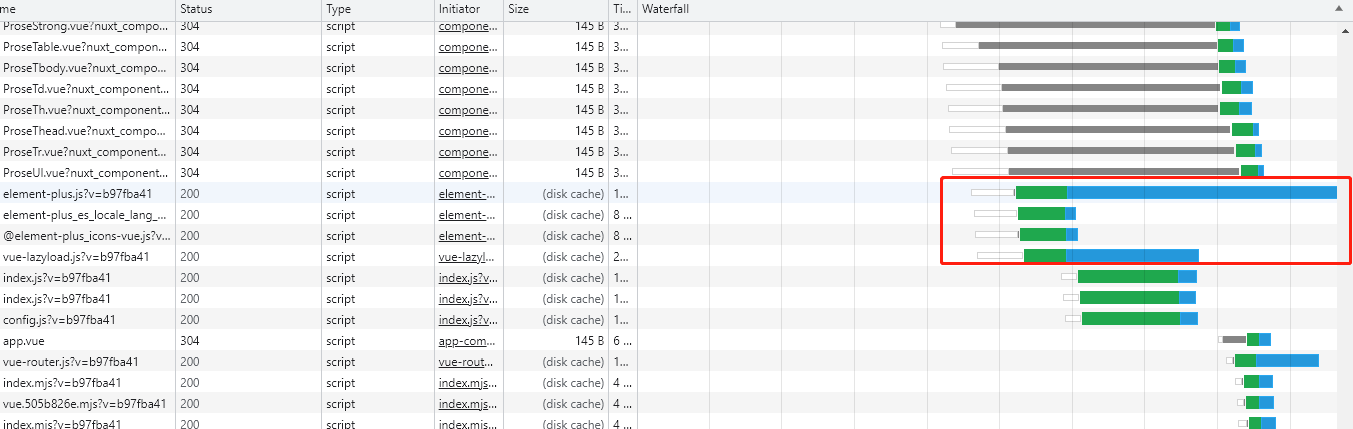 me Status Type Initiator Size Ti... Waterfall
ProseStrong.vue?nuxt_compo... 304 script compone... 145 B 3...
ProseTable.vue?nuxt_compo... 304 script compone... 145 B 3...
ProseTbody.vue?nuxt_compo... 304 script compone... 145 B 3...
ProseTd.vue?nuxt_component... 304 script compone... 145 B 3...
ProseTh.vue?nuxt_component... 304 script compone... 145 B 3...
ProseThead.vue?nuxt_compo... 304 script compone... 145 B 3...
ProseTr.vue?nuxt_component... 304 script compone... 145 B 3...
ProseUl.vue?nuxt_component... 304 script compone... 145 B 3...
element-plus.js?v=b97fba41 200 script element-... (disk cache) 1...
element-plus_es_locale_lang_... 200 script element-... (disk cache) 8 ...
@element-plus_icons-vue.js?v... 200 script element-... (disk cache) 8 ...
vue-lazyload.js?v=b97fba41 200 script vue-lazyl... (disk cache) 2...
index.js?v=b97fba41 200 script index.js?v... (disk cache) 1...
index.js?v=b97fba41 200 script index.js?v... (disk cache) 1...
config.js?v=b97fba41 200 script index.js?v... (disk cache) 1...
app.vue 304 script app-com... 145 B 6 ...
vue-router.js?v=b97fba41 200 script vue-rout... (disk cache) 1...
index.mjs?v=b97fba41 200 script index.mjs... (disk cache) 4 ...
vue.505b826e.mjs?v=b97fba41 200 script index.mjs... (disk cache) 4 ...
index.mjs?v=b97fba41 200 script index.mjs... (disk cache) 4 ...